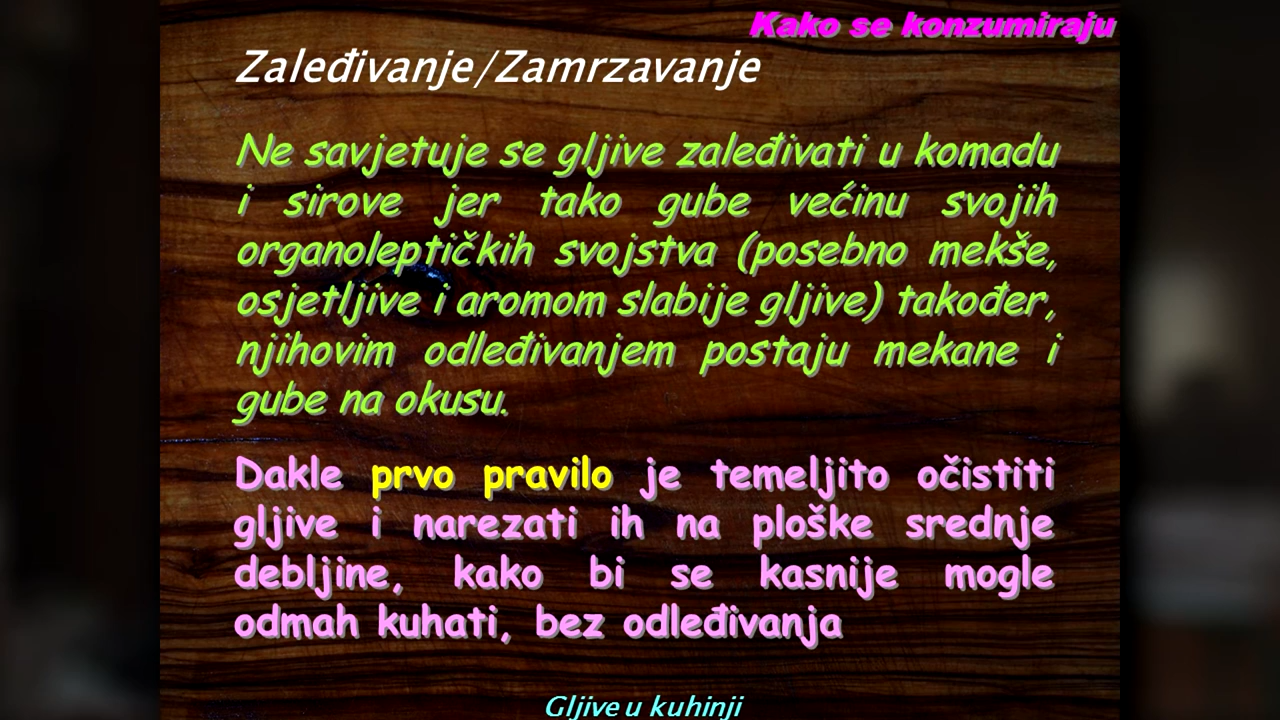 Kako se konzumiraju
Zaleđivanje/Zamrzavanje
Ne savjetuje se gljive zaleđivati u komadu
i sirove jer tako gube većinu svojih
organoleptičkih svojstva (posebno mekše,
osjetljive i aromom slabije gljive) također,
njihovim odleđivanjem postaju mekane i
gube na okusu.
Dakle prvo pravilo je temeljito očistiti
gljive i narezati ih na ploške srednje
debljine, kako bi se kasnije mogle
odmah kuhati, bez odleđivanja
Gljive u kuhinji